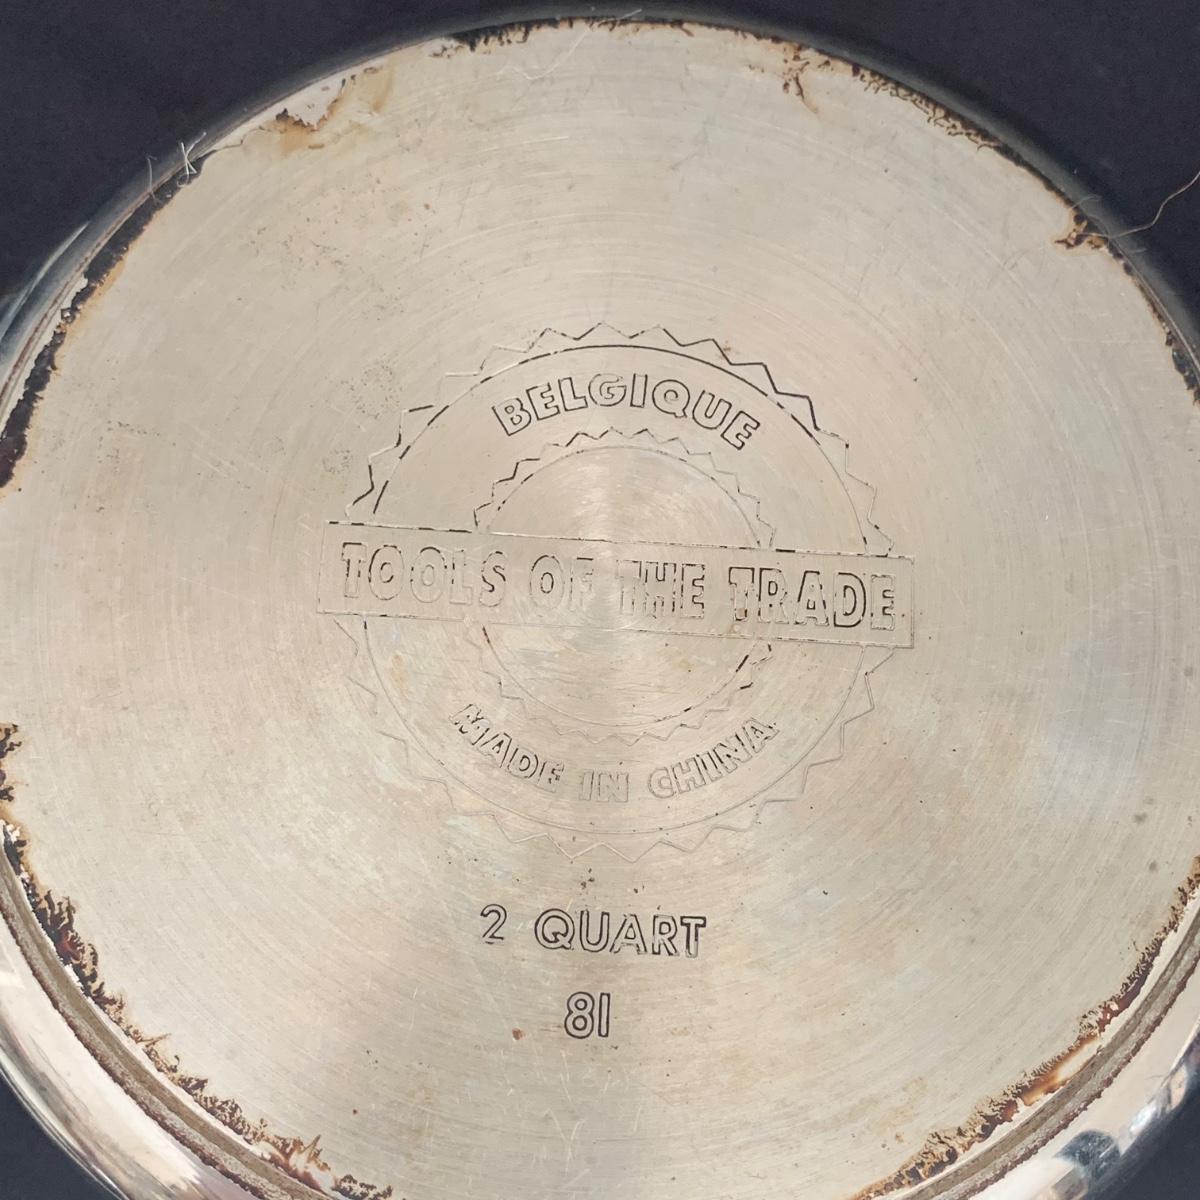 BELGIQUE
TOOLS OF THE TRADE
MADE IN CHINA
2 QUART
81